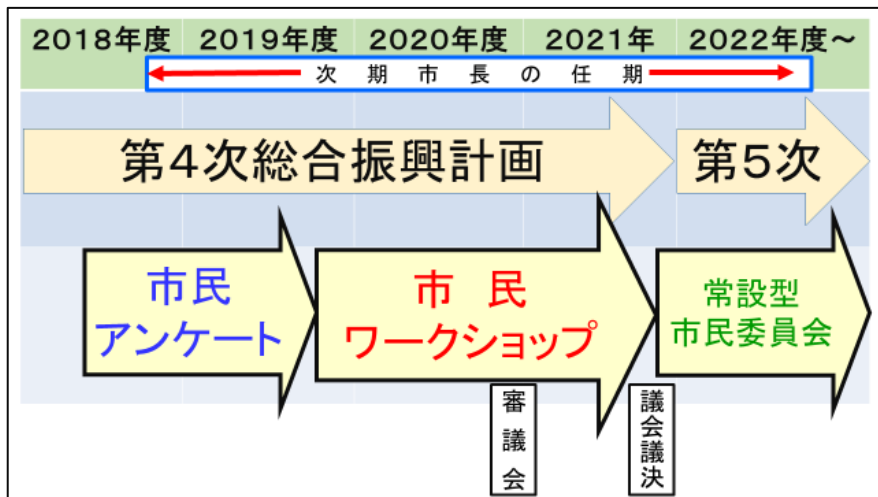 2018年度 2019年度 2020年度 2021年 2022年度~
次期市長の任期
第4次総合振興計画 第5次
市民 市民 常設型
アンケート ワークショップ 市民委員会
審議会 議会議決